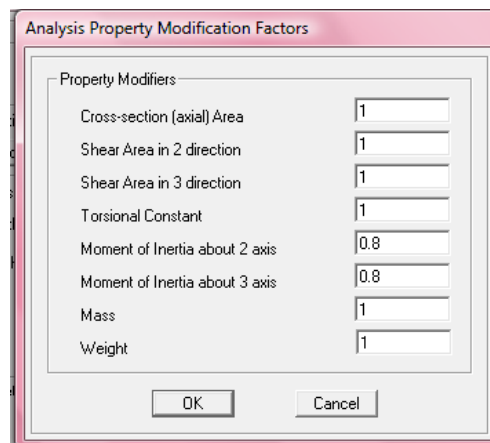 Analysis Property Modification Factors
Property Modifiers
Cross-section (axial) Area 1
Shear Area in 2 direction 1
Shear Area in 3 direction 1
Torsional Constant 1
Moment of Inertia about 2 axis 0.8
Moment of Inertia about 3 axis 0.8
Mass 1
Weight 1
OK Cancel